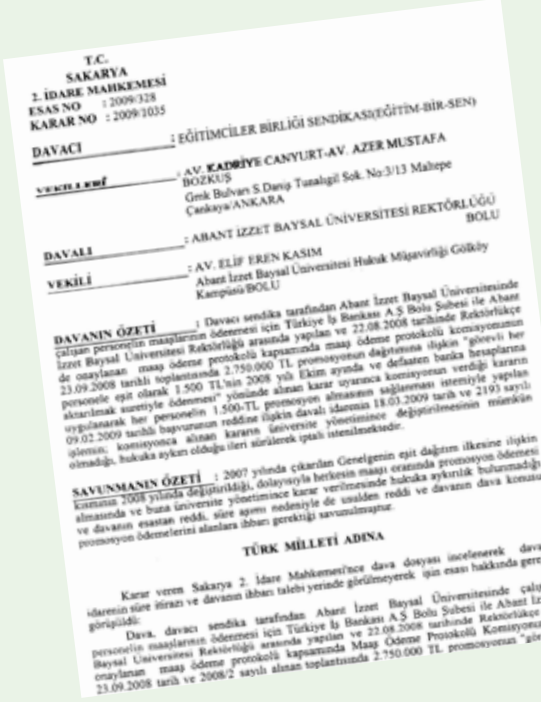 T.C.
SAKARYA
2. İDARE MAHKEMESİ
ESAS NO : 2009/328
KARAR NO : 2009/1035
DAVACI : EĞİTİMCİLER BİRLİĞİ SENDİKASI(EĞİTİM-BİR-SEN)
VEKİLLERİ : AV. KADRİYE CANYURT-AV. AZER MUSTAFA
BOZKUŞ
Gmk Bulvarı S.Daniş Tunalıgil Sok. No:3/13 Maltepe
Çankaya/ANKARA
DAVALI : ABANT İZZET BAYSAL ÜNİVERSİTESİ REKTÖRLÜĞÜ
BOLU
VEKİLİ : AV. ELİF EREN KASIM
Abant İzzet Baysal Üniversitesi Hukuk Müşavirliği Gölköy
Kampüsü/BOLU
DAVANIN ÖZETİ : Davacı sendika tarafından Abant İzzet Baysal Üniversitesinde
çalışan personelin maaşlarının ödenmesi için Türkiye İş Bankası A.Ş Bolu Şubesi ile Abant
İzzet Baysal Üniversitesi Rektörlüğü arasında yapılan ve 22.08.2008 tarihinde Rektörlükçe
de onaylanan maaş ödeme protokolü kapsamında maaş ödeme protokolü komisyonunun
23.09.2008 tarihli toplantısında 2.750.000 TL promosyonun dağıtımına ilişkin "görevli her
personele eşit olarak 1.500 TL'nin 2008 yılı Ekim ayında ve defaaten banka hesaplarına
aktarılmak suretiyle ödenmesi" yönünde alınan karar uyarınca komisyonun verdiği kararın
uygulanarak her personelin 1.500-TL promosyon almasının sağlanması istemiyle yapılan
09.02.2009 tarihli başvurunun reddine ilişkin davalı idarenin 18.03.2009 tarih ve 2193 sayılı
işlemin; komisyonca alınan kararın üniversite yönetimince değiştirilmesinin mümkün
olmadığı, hukuka aykırı olduğu ileri sürülerek iptali istenilmektedir.
SAVUNMANIN ÖZETİ : 2007 yılında çıkarılan Genelgenin eşit dağıtım ilkesine ilişkin
kısmının 2008 yılında değiştirildiği, dolayısıyla herkesin maaşı oranında promosyon ödemesi
almasında ve buna üniversite yönetimince karar verilmesinde hukuka aykırılık bulunmadığı
ve davanın esastan reddi, süre aşımı nedeniyle de usulden reddi ve davanın dava konusu
promosyon ödemelerini alanlara ihbarı gerektiği savunulmuştur.
TÜRK MİLLETİ ADINA
Karar veren Sakarya 2. İdare Mahkemesi'nce dava dosyası incelenerek dava
idarenin süre itirazı ve davanın ihbarı talebi yerinde görülmeyerek işin esası hakkında gere
görüşüldü:
Dava, davacı sendika tarafından Abant İzzet Baysal Üniversitesinde çalış
personelin maaşlarının ödenmesi için Türkiye İş Bankası A.Ş Bolu Şubesi ile Abant İz
Baysal Üniversitesi Rektörlüğü arasında yapılan ve 22.08.2008 tarihinde Rektörlükçe
onaylanan maaş ödeme protokolü kapsamında Maaş Ödeme Protokolü Komisyonu
23.09.2008 tarih ve 2008/2 sayılı alınan toplantısında 2.750.000 TL promosyonun "gör